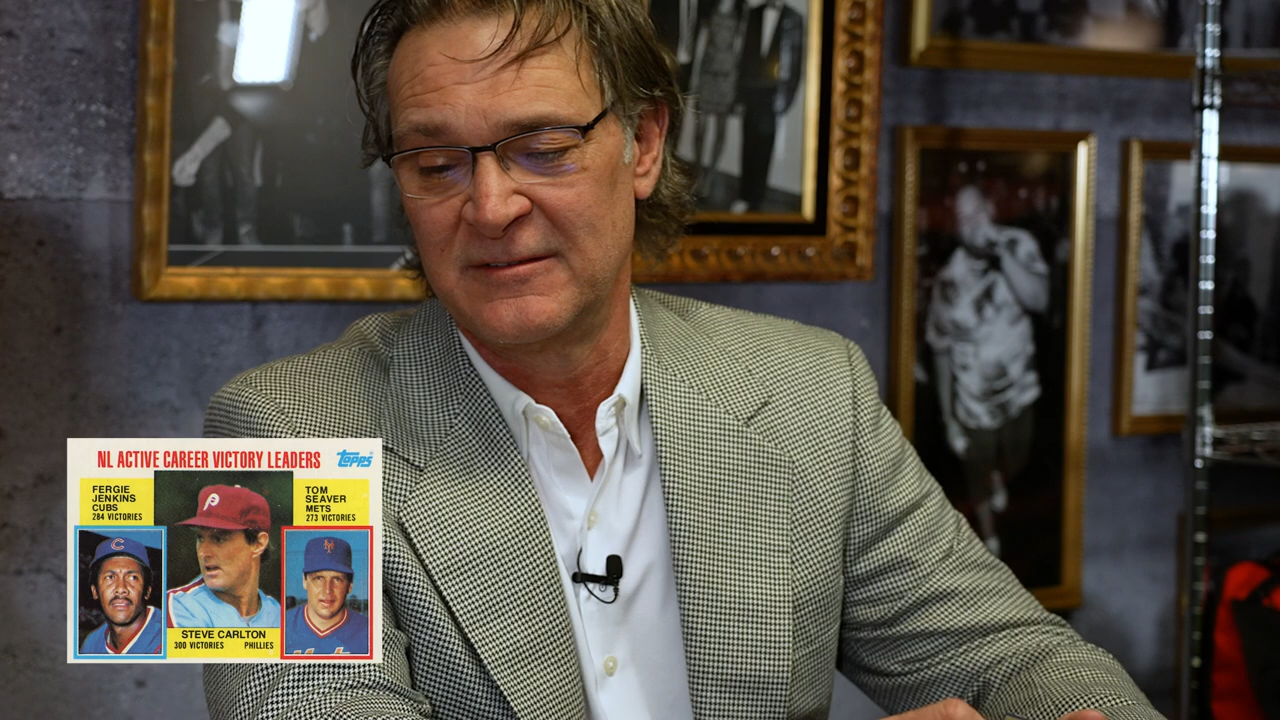 NL ACTIVE CAREER VICTORY LEADERS
topps
FERGIE
JENKINS
CUBS
284 VICTORIES
TOM
SEAVER
METS
273 VICTORIES
STEVE CARLTON
300 VICTORIES PHILLIES